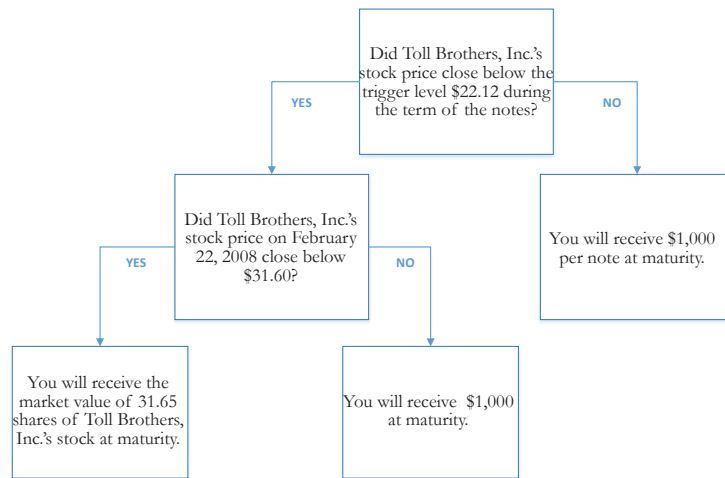 Did Toll Brothers, Inc.'s
stock price close below the
trigger level $22.12 during
the term of the notes?
YES
NO
Did Toll Brothers, Inc.'s
stock price on February
22, 2008 close below
$31.60?
You will receive $1,000
per note at maturity.
YES
NO
You will receive the
market value of 31.65
shares of Toll Brothers,
Inc.'s stock at maturity.
You will receive $1,000
at maturity.